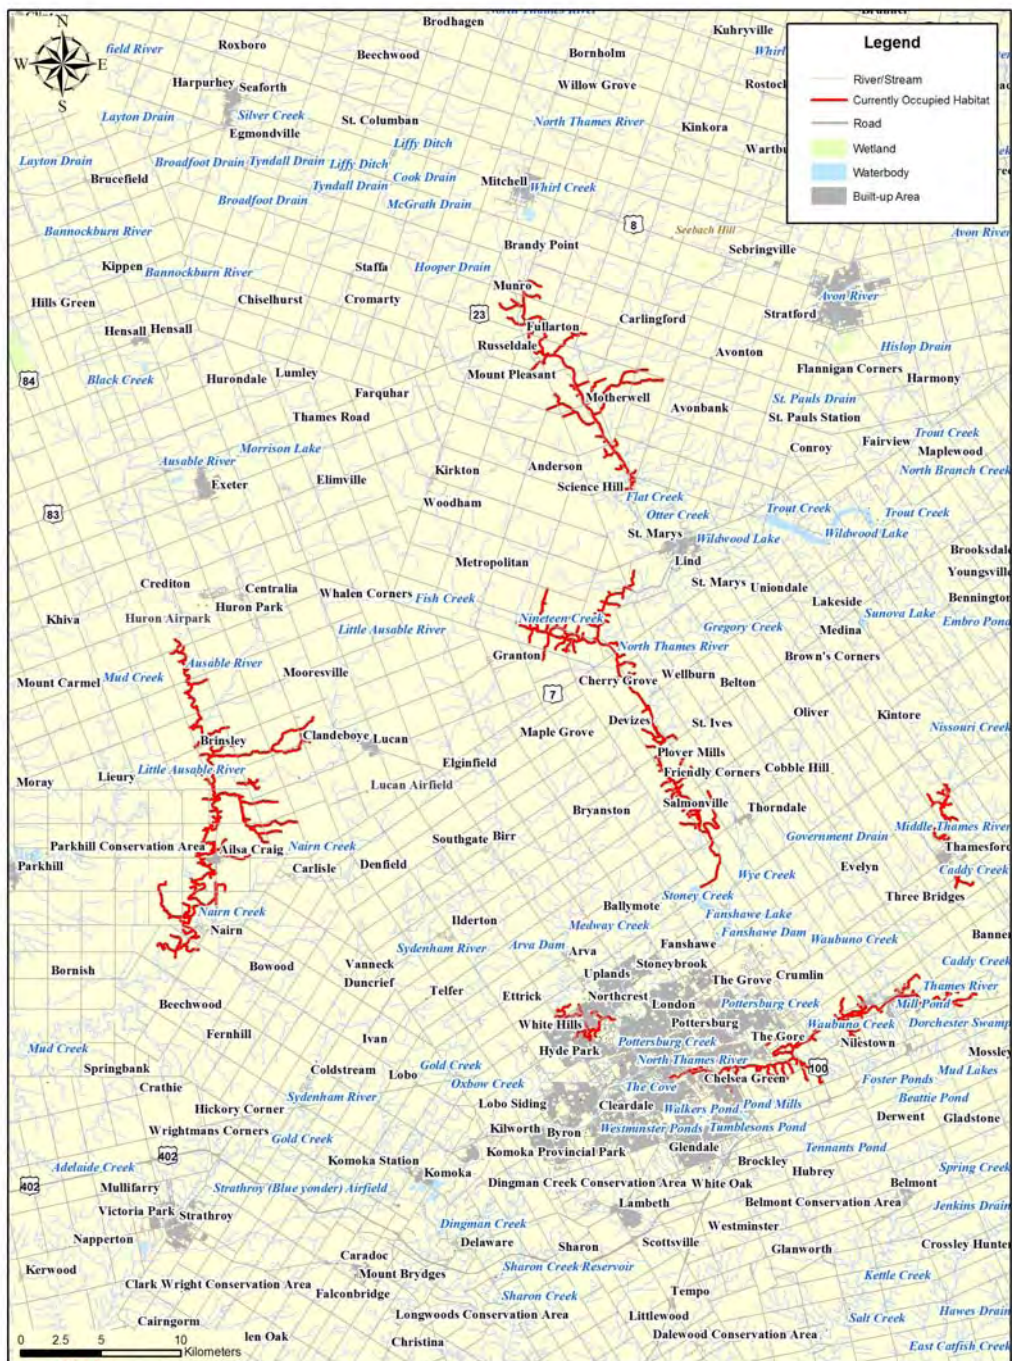 North Thames River
Brodhagen
Kuhryville
Roxboro
field River
Beechwood
Bornholm
Whirl
Legend
N
W
E
S
Harpurhey
Seaforth
Willow Grove
Rostoc
River/Stream
Currently Occupied Habitat
Road
Wetland
Waterbody
Built-up Area
Layton Drain
Silver Creek
St. Columban
North Thames River
Kinkora
Egmondville
Liffy Ditch
Wartbu
Layton Drain
Broadfoot Drain
Tyndall Drain
Liffy Ditch
Brucefield
Tyndall Drain
Cook Drain
Mitchell
Whirl Creek
Broadfoot Drain
McGrath Drain
8
Seebach Hill
Bannockburn River
Brandy Point
Sebringville
Avon River
Kippen
Bannockburn River
Staffa
Hooper Drain
Munro
Avon River
Hills Green
Chiselhurst
Cromarty
23
Carlingford
Stratford
Hensall
Hensall
Fullarton
Russeldale
Avonton
Hislop Drain
84
Black Creek
Hurondale
Lumley
Mount Pleasant
Flannigan Corners
Harmony
Farquhar
Motherwell
Avonbank
St. Pauls Drain
Thames Road
St. Pauls Station
Trout Creek
Fairview
Morrison Lake
Conroy
Maplewood
Ausable River
Kirkton
Anderson
North Branch Creek
Exeter
Elimville
Science Hill
Woodham
Flat Creek
83
Otter Creek
Trout Creek
Trout Creek
St. Marys
Wildwood Lake
Wildwood Lake
Brooksdale
Metropolitan
Lind
Youngsville
Crediton
Centralia
Whalen Corners
Fish Creek
St. Marys
Uniondale
Bennington
Khiva
Huron Park
Lakeside
Sunova Lake
Huron Airpark
Little Ausable River
Nineteen Creek
Gregory Creek
Medina
Embro Pond
Ausable River
Granton
North Thames River
Brown's Corners
Mount Carmel
Mud Creek
Mooresville
7
Cherry Grove
Wellburn
Belton
Oliver
Kintore
Devizes
St. Ives
Nissouri Creek
Brinsley
Clandeboye
Lucan
Maple Grove
Plover Mills
Moray
Lieury
Little Ausable River
Elginfield
Friendly Corners
Cobble Hill
Lucan Airfield
Bryanston
Salmonville
Thorndale
Southgate
Birr
Government Drain
Middle Thames River
Parkhill Conservation Area
Ailsa Craig
Nairn Creek
Thamesford
Parkhill
Carlisle
Denfield
Evelyn
Caddy Creek
Wye Creek
Stoney Creek
Three Bridges
Nairn Creek
Ballymote
Fanshawe Lake
Nairn
Ilderton
Medway Creek
Fanshawe Dam
Banner
Sydenham River
Arva Dam
Arva
Fanshawe
Waubuno Creek
Bornish
Bowood
Vanneck
Stoneybrook
Caddy Creek
Uplands
The Grove
Crumlin
Duncrief
Telfer
Ettrick
Northcrest
London
Pottersburg Creek
Thames River
Mill Pond
Beechwood
White Hills
Pottersburg
Waubuno Creek
Dorchester Swamp
Fernhill
Ivan
Hyde Park
Pottersburg Creek
The Gore
Nilestown
Mud Creek
Gold Creek
North Thames River
100
Mossley
Springbank
Coldstream
Lobo
Oxbow Creek
The Cove
Chelsea Green
Foster Ponds
Mud Lakes
Crathie
Sydenham River
Beattie Pond
Hickory Corner
Lobo Siding
Cleardale
Walkers Pond
Pond Mills
Derwent
Gladstone
Wrightmans Corners
Gold Creek
Kilworth
Byron
Westminster Ponds
Tumblesons Pond
402
Komoka Provincial Park
Glendale
Tennants Pond
Adelaide Creek
Komoka Station
Komoka
Brockley
Hubrey
Spring Creek
402
Mullifarry
Strathroy (Blue yonder) Airfield
Dingman Creek Conservation Area
White Oak
Belmont
Victoria Park
Strathroy
Lambeth
Belmont Conservation Area
Jenkins Drain
Dingman Creek
Westminster
Napperton
Delaware
Sharon
Scottsville
Glanworth
Crossley Hunter
Caradoc
Kerwood
Mount Brydges
Sharon Creek Reservoir
Kettle Creek
Clark Wright Conservation Area
Falconbridge
Sharon Creek
Tempo
Cairngorm
Longwoods Conservation Area
Littlewood
Salt Creek
Hawes Drain
len Oak
Christina
Dalewood Conservation Area
East Catfish Creek
0 2.5 5 10
Kilometers